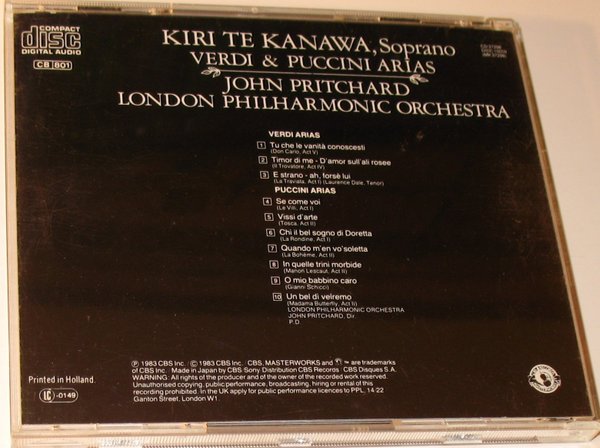 COMPACT
disc
DIGITAL AUDIO
CB 801
KIRI TE KANAWA, Soprano
VERDI & PUCCINI ARIAS
JOHN PRITCHARD
LONDON PHILHARMONIC ORCHESTRA
VERDI ARIAS
1 Tu che le vanità conoscesti
(Don Carlo, Act V)
2 Timor di me - D'amor sull'ali rosee
(Il Trovatore, Act IV)
3 E strano - ah, forsè lui
(La Traviata, Act I) (Laurence Dale, Tenor)
PUCCINI ARIAS
4 Se come voi
(Le Villi, Act I)
5 Vissi d'arte
(Tosca, Act II)
6 Chi il bel sogno di Doretta
(La Rondine, Act I)
7 Quando m'en vo'soletta
(La Bohème, Act II)
8 In quelle trini morbide
(Manon Lescaut, Act II)
9 O mio babbino caro
(Gianni Schicci)
10 Un bel di velremo
(Madama Butterfly, Act II)
LONDON PHILHARMONIC ORCHESTRA
JOHN PRITCHARD, Dir.
P.D.
Ⓟ 1983 CBS Inc. Ⓒ 1983 CBS Inc. / CBS, MASTERWORKS and ™ are trademarks
of CBS Inc. / Made in Japan by CBS/Sony Distribution CBS Records / CBS Disques S.A.
WARNING: All rights of the producer and of the owner of the recorded work reserved.
Unauthorised copying, public performance, broadcasting, hiring or rental of this
recording prohibited. In the UK apply for public performance licences to PPL, 14-22
Ganton Street, London W1
Printed in Holland.
LC -0149